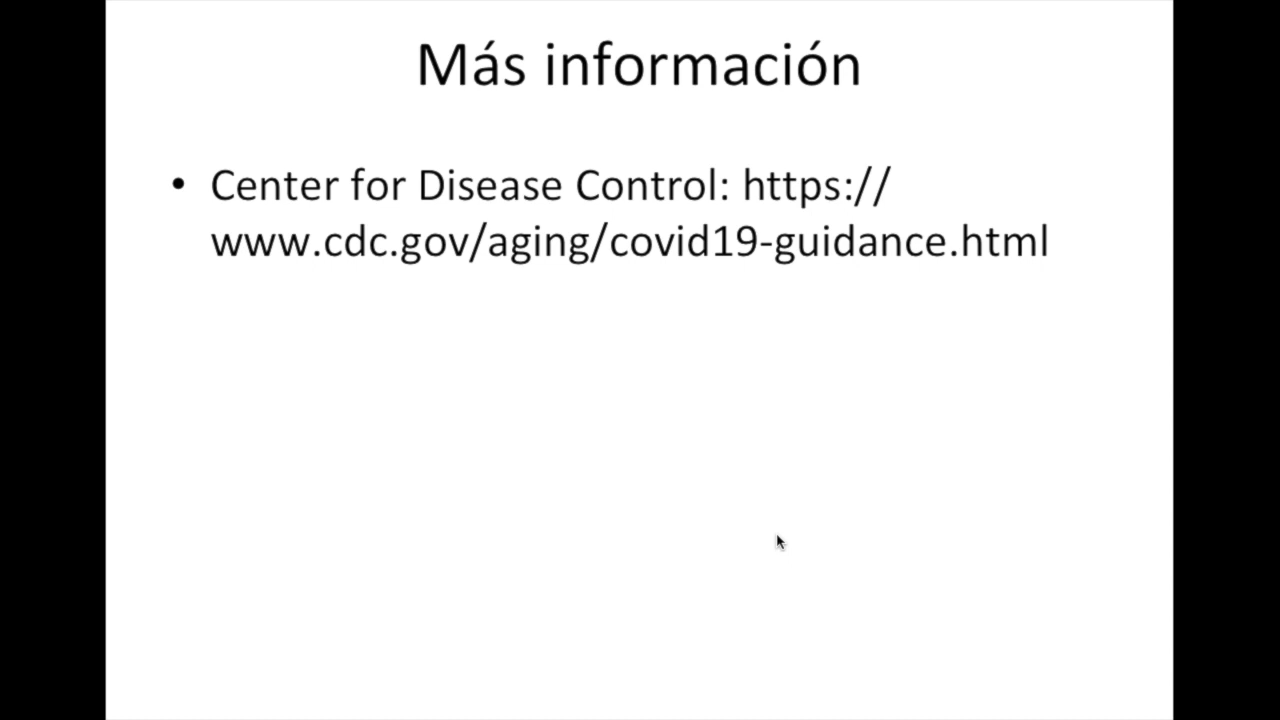 Más información
• Center for Disease Control: https://
www.cdc.gov/aging/covid19-guidance.html